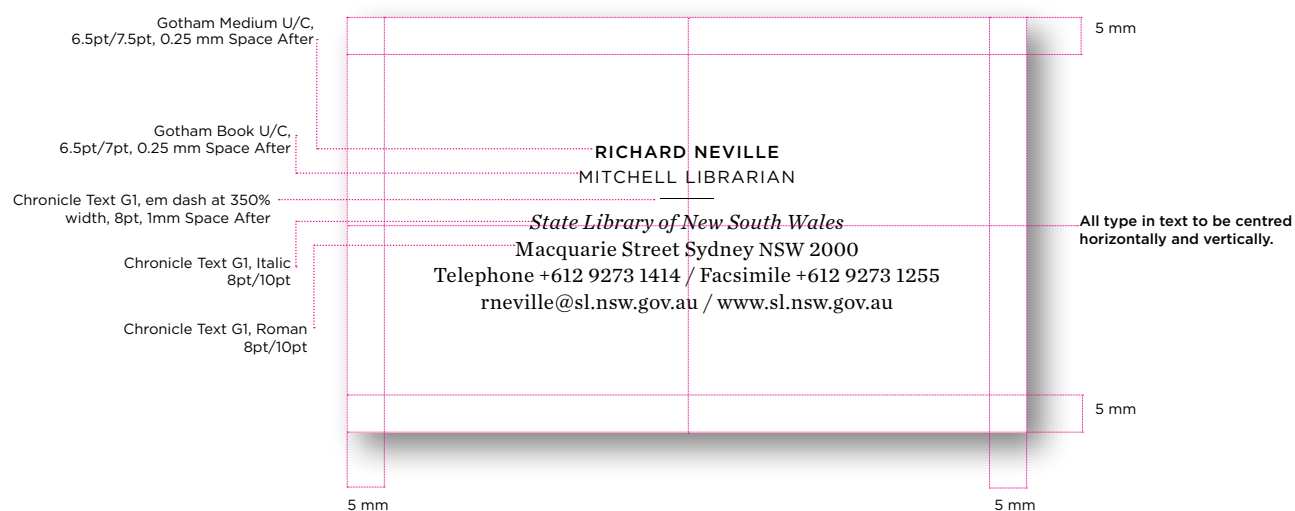 Gotham Medium U/C,
6.5pt/7.5pt, 0.25 mm Space After
5 mm
Gotham Book U/C,
6.5pt/7pt, 0.25 mm Space After
RICHARD NEVILLE
MITCHELL LIBRARIAN
Chronicle Text G1, em dash at 350%
width, 8pt, 1mm Space After
—
State Library of New South Wales
All type in text to be centred
horizontally and vertically.
Chronicle Text G1, Italic
8pt/10pt
Macquarie Street Sydney NSW 2000
Telephone +612 9273 1414 / Facsimile +612 9273 1255
rneville@sl.nsw.gov.au / www.sl.nsw.gov.au
Chronicle Text G1, Roman
8pt/10pt
5 mm
5 mm
5 mm